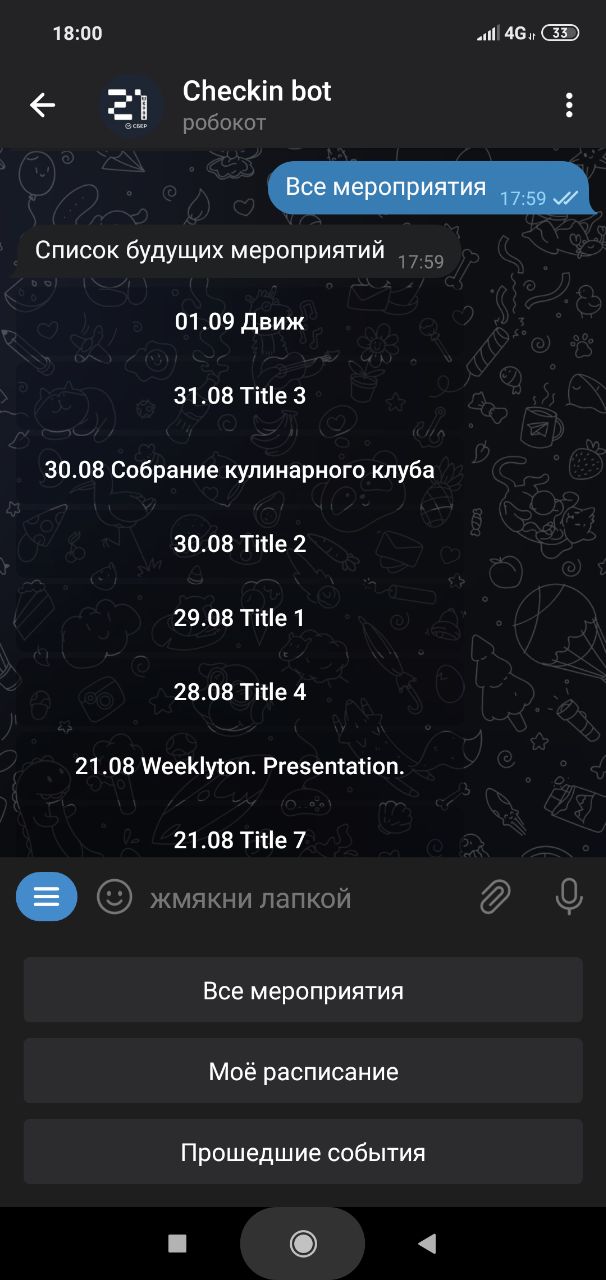 18:00
4G
33
21
СБЕР
Checkin bot
робокот
Все мероприятия
17:59
Список будущих мероприятий
17:59
01.09 Движ
31.08 Title 3
30.08 Собрание кулинарного клуба
30.08 Title 2
29.08 Title 1
28.08 Title 4
21.08 Weeklyton. Presentation.
21.08 Title 7
жмякни лапкой
Все мероприятия
Моё расписание
Прошедшие события